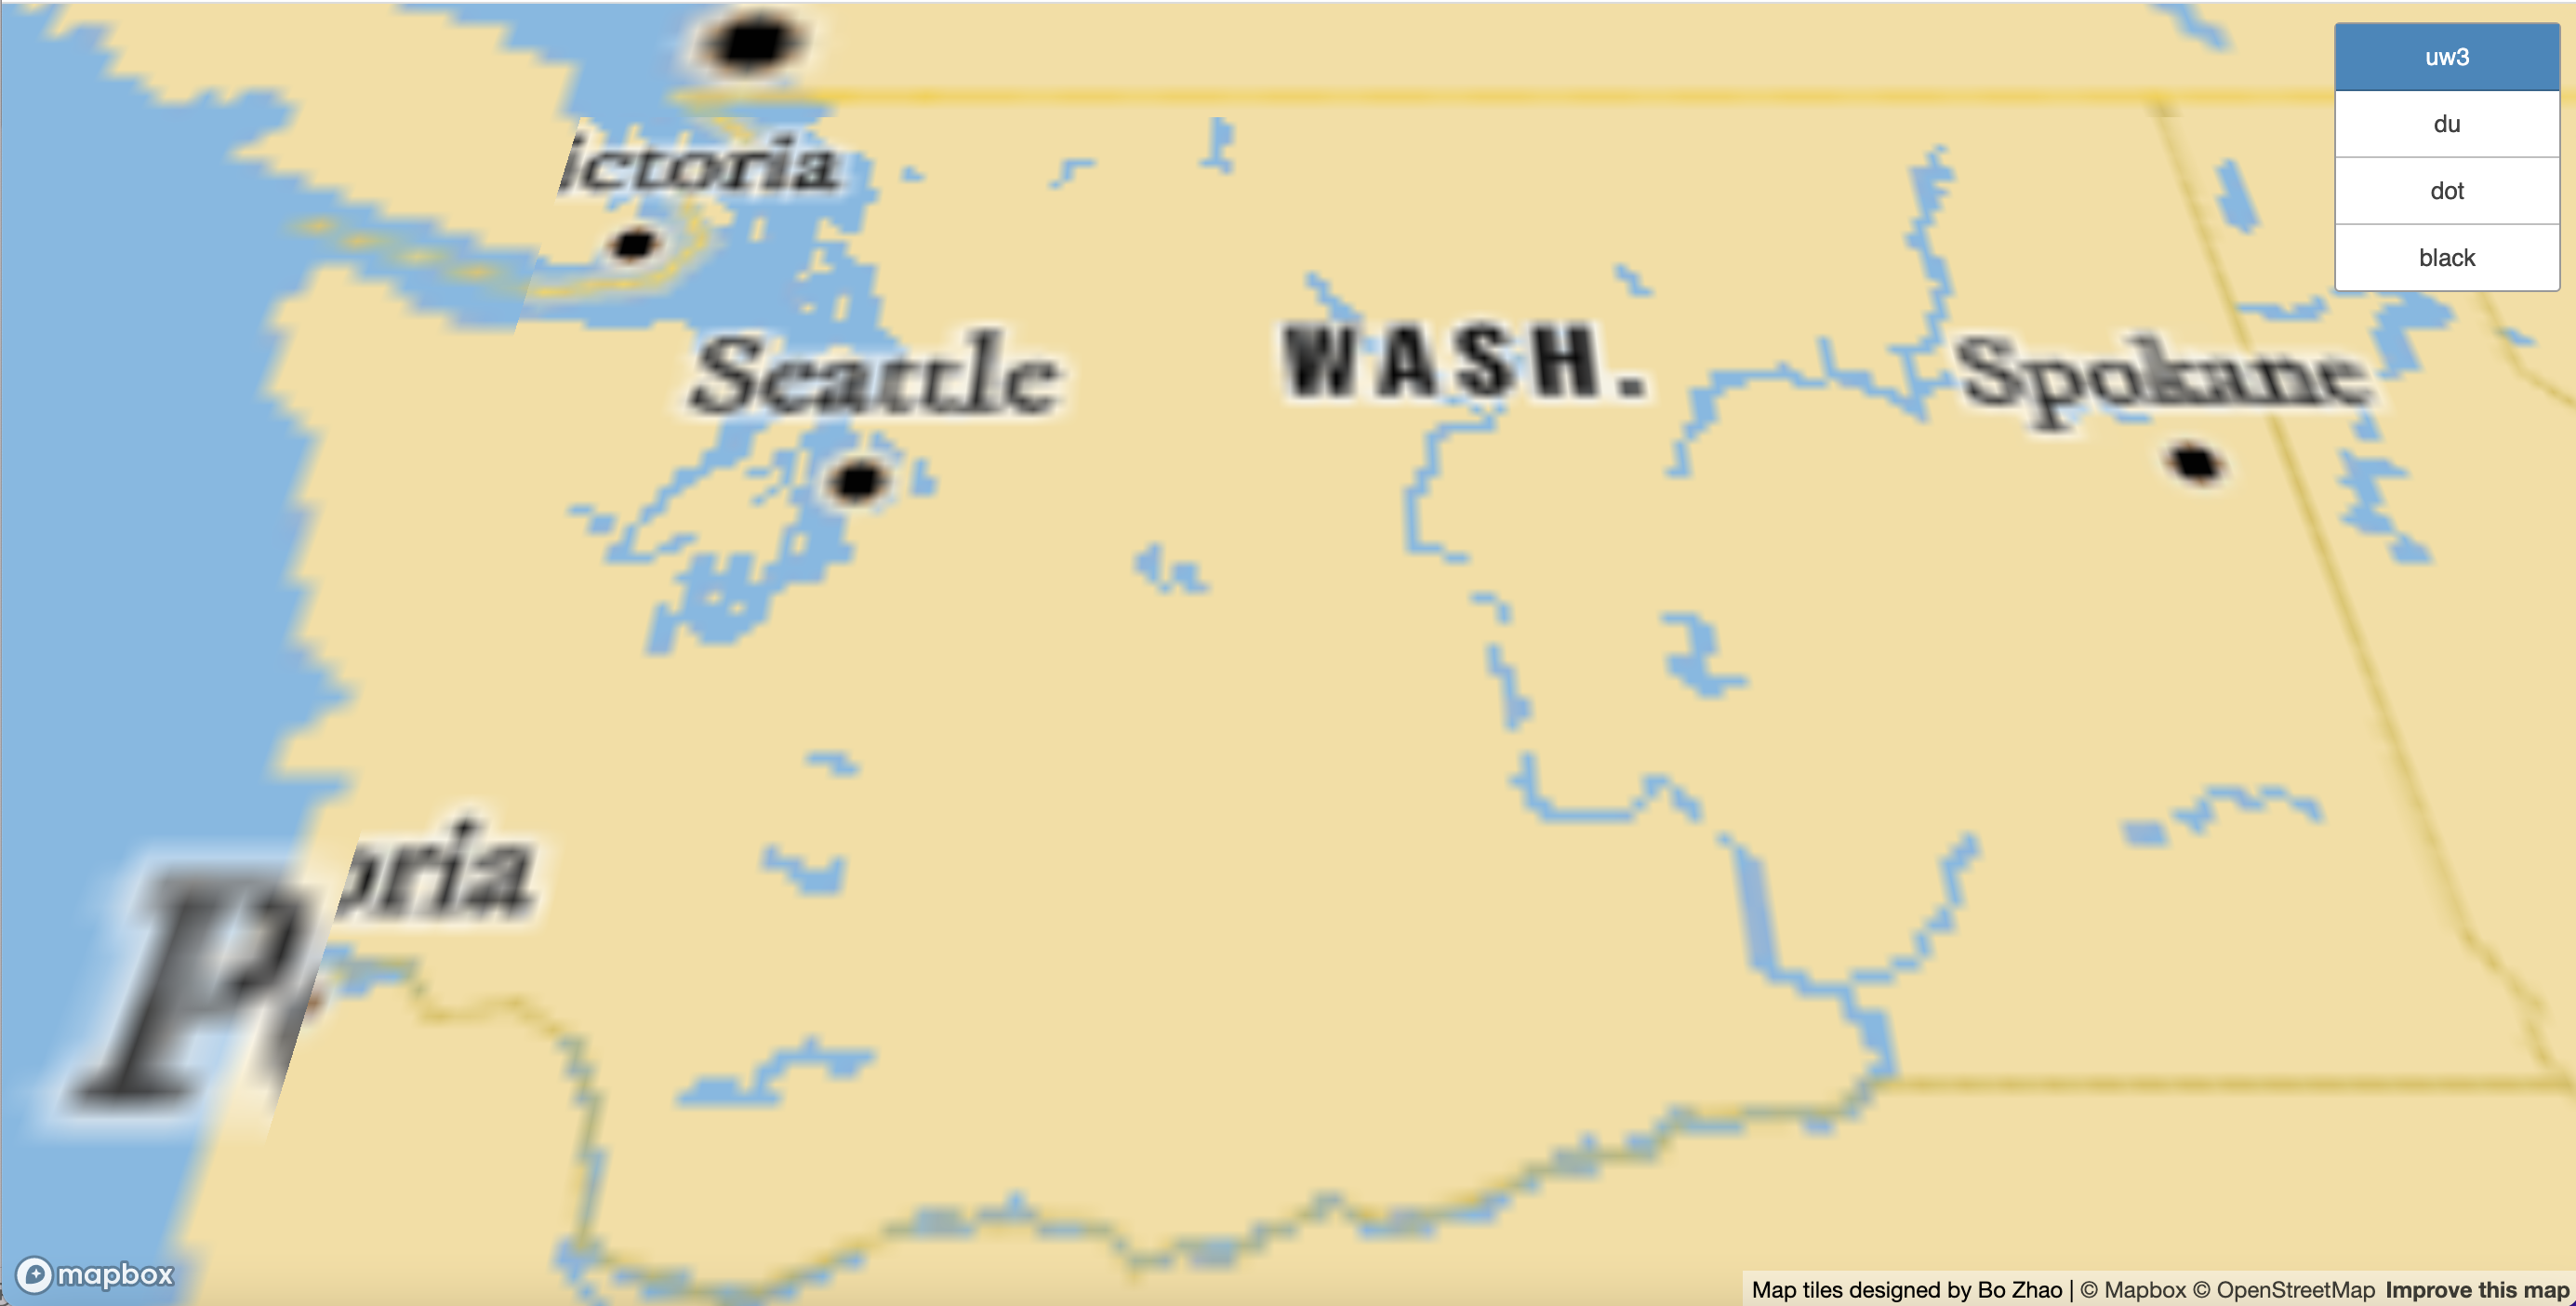 uw3
du
dot
black
ictoria
Seattle
WASH.
Spokane
oria
P
mapbox
Map tiles designed by Bo Zhao | © Mapbox © OpenStreetMap Improve this map